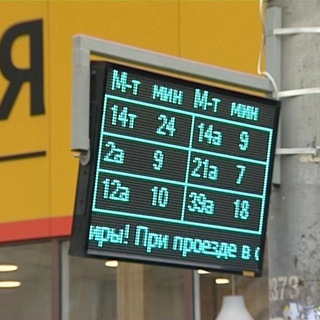 Я
М-т мин М-т мин
14т 24 14а 9
2а 9 21а 7
12а 10 39а 18
иры! При проезде в о